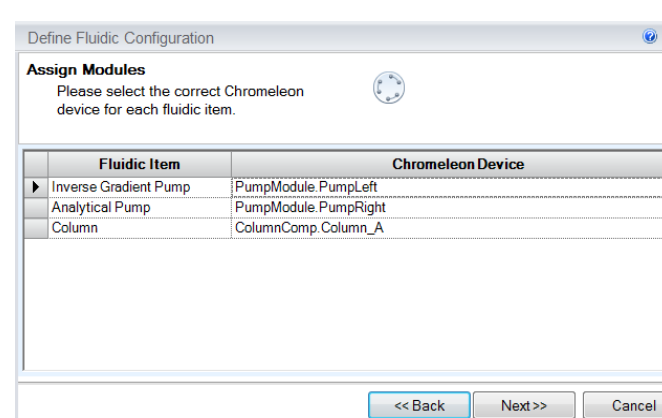 Define Fluidic Configuration
Assign Modules
Please select the correct Chromeleon
device for each fluidic item.
Fluidic Item Chromeleon Device
Inverse Gradient Pump PumpModule.PumpLeft
Analytical Pump PumpModule.PumpRight
Column ColumnComp.Column_A
<< Back Next >> Cancel